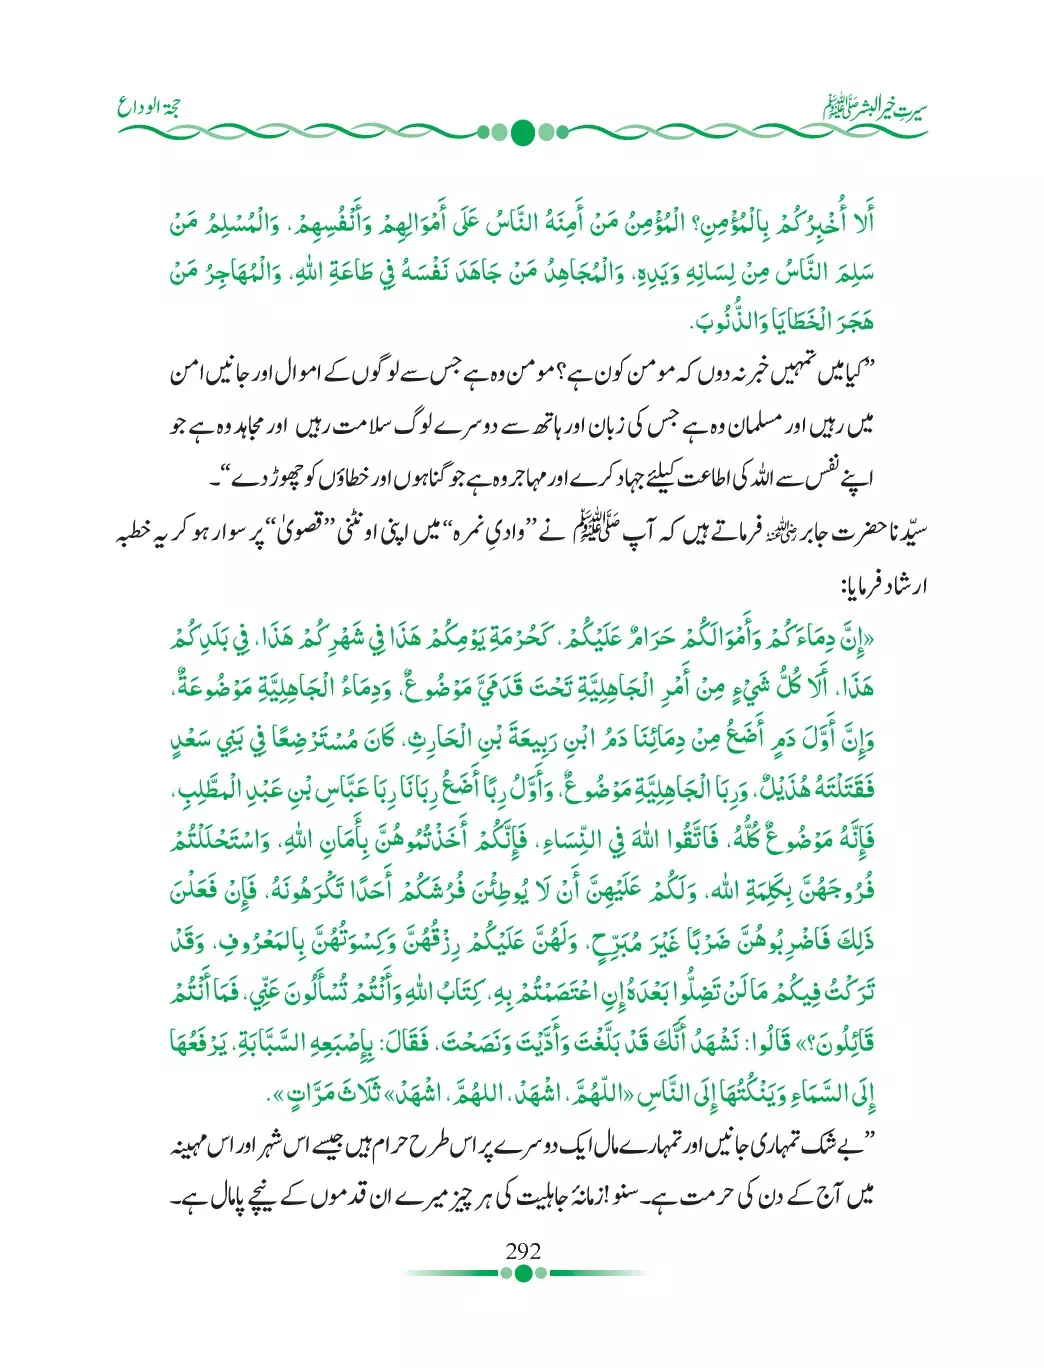 سیرتِ خیر البشر ﷺ
حجۃ الوداع
أَلا أُخْبِرُكُمْ بِالْمُؤْمِنِ؟ الْمُؤْمِنُ مَنْ أَمِنَهُ النَّاسُ عَلَى أَمْوَالِهِمْ وَأَنْفُسِهِمْ، وَالْمُسْلِمُ مَنْ
سَلِمَ النَّاسُ مِنْ لِسَانِهِ وَيَدِهِ، وَالْمُجَاهِدُ مَنْ جَاهَدَ نَفْسَهُ فِي طَاعَةِ اللهِ، وَالْمُهَاجِرُ مَنْ
هَجَرَ الْخَطَايَا وَالذُّنُوبَ.
’’کیا میں تمہیں خبر نہ دوں کہ مومن کون ہے؟ مومن وہ ہے جس سے لوگوں کے اموال اور جانیں امن
میں رہیں اور مسلمان وہ ہے جس کی زبان اور ہاتھ سے دوسرے لوگ سلامت رہیں اور مجاہد وہ ہے جو
اپنے نفس سے اللہ کی اطاعت کیلئے جہاد کرے اور مہاجر وہ ہے جو گناہوں اور خطاؤں کو چھوڑ دے‘‘۔
سیّدنا حضرت جابر رضی اللہ عنہ فرماتے ہیں کہ آپ ﷺ نے ’’وادیِ نمرہ‘‘ میں اپنی اونٹنی ’’قصویٰ‘‘ پر سوار ہو کر یہ خطبہ
ارشاد فرمایا:
«إِنَّ دِمَاءَكُمْ وَأَمْوَالَكُمْ حَرَامٌ عَلَيْكُمْ، كَحُرْمَةِ يَوْمِكُمْ هَذَا فِي شَهْرِكُمْ هَذَا، فِي بَلَدِكُمْ
هَذَا، أَلَا كُلُّ شَيْءٍ مِنْ أَمْرِ الْجَاهِلِيَّةِ تَحْتَ قَدَمَيَّ مَوْضُوعٌ، وَدِمَاءُ الْجَاهِلِيَّةِ مَوْضُوعَةٌ،
وَإِنَّ أَوَّلَ دَمٍ أَضَعُ مِنْ دِمَائِنَا دَمُ ابْنِ رَبِيعَةَ بْنِ الْحَارِثِ، كَانَ مُسْتَرْضِعًا فِي بَنِي سَعْدٍ
فَقَتَلَتْهُ هُذَيْلٌ، وَرِبَا الْجَاهِلِيَّةِ مَوْضُوعٌ، وَأَوَّلُ رِبًا أَضَعُ رِبَانَا رِبَا عَبَّاسِ بْنِ عَبْدِ الْمطَّلِبِ،
فَإِنَّهُ مَوْضُوعٌ كُلُّهُ، فَاتَّقُوا اللهَ فِي النِّسَاءِ، فَإِنَّكُمْ أَخَذْتُمُوهُنَّ بِأَمَانِ اللهِ، وَاسْتَحْلَلْتُمْ
فُرُوجَهُنَّ بِكَلِمَةِ الله، وَلَكُمْ عَلَيْهِنَّ أَنْ لَا يُوطِئْنَ فُرُشَكُمْ أَحَدًا تَكْرَهُونَهُ، فَإِنْ فَعَلْنَ
ذَلِكَ فَاضْرِبُوهُنَّ ضَرْبًا غَيْرَ مُبَرِّحٍ، وَلَهُنَّ عَلَيْكُمْ رِزْقُهُنَّ وَكِسْوَتُهُنَّ بِالمَعْرُوفِ، وَقَدْ
تَرَكْتُ فِيكُمْ مَا لَنْ تَضِلُّوا بَعْدَهُ إِنِ اعْتَصَمْتُمْ بِهِ، كِتَابُ اللهِ وَأَنْتُمْ تُسْأَلُونَ عَنِّي، فَمَا أَنْتُمْ
قَائِلُونَ؟» قَالُوا: نَشْهَدُ أَنَّكَ قَدْ بَلَّغْتَ وَأَدَّيْتَ وَنَصَحْتَ، فَقَالَ: بِإِصْبَعِهِ السَّبَّابَةِ، يَرْفَعُهَا
إِلَى السَّمَاءِ وَيَنْكُتُهَا إِلَى النَّاسِ «اللّهُمَّ، اشْهَدْ، اللهُمَّ، اشْهَدْ» ثَلَاثَ مَرَّاتٍ».
’’بے شک تمہاری جانیں اور تمہارے مال ایک دوسرے پر اس طرح حرام ہیں جیسے اس شہر اور اس مہینہ
میں آج کے دن کی حرمت ہے۔ سنو! زمانۂ جاہلیت کی ہر چیز میرے ان قدموں کے نیچے پامال ہے۔
292